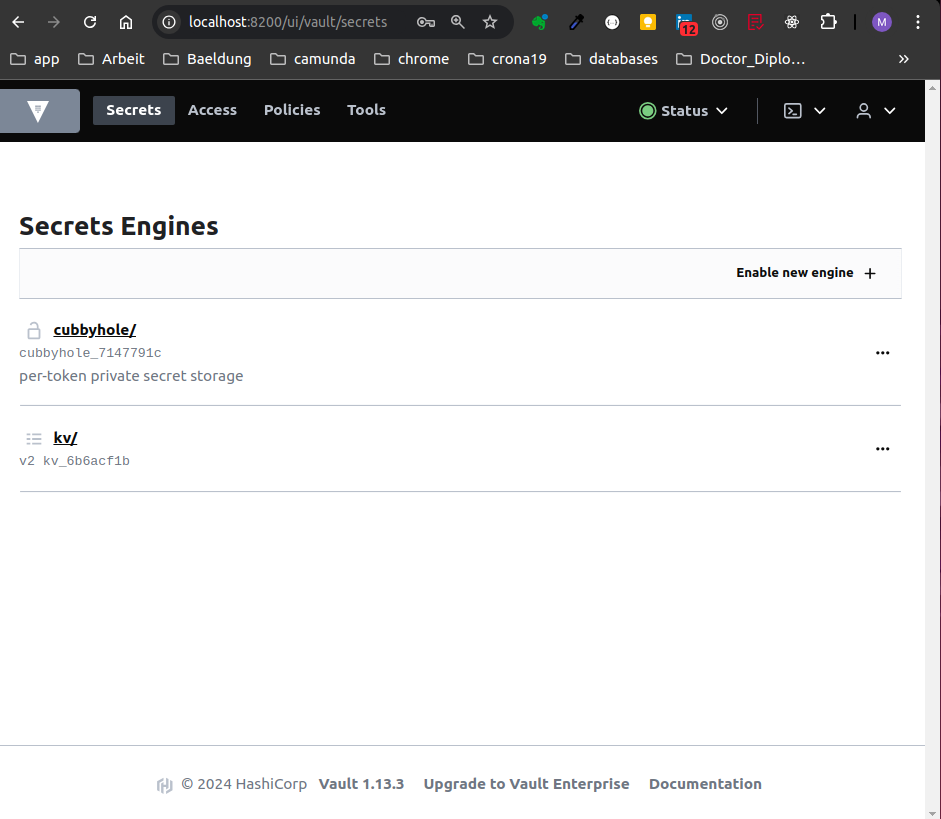 localhost:8200/ui/vault/secrets
12
M
app Arbeit Baeldung camunda chrome crona19 databases Doctor_Diplo...
Secrets Access Policies Tools Status
Secrets Engines
Enable new engine +
cubbyhole/
cubbyhole_7147791c
per-token private secret storage
kv/
v2 kv_6b6acf1b
© 2024 HashiCorp Vault 1.13.3 Upgrade to Vault Enterprise Documentation